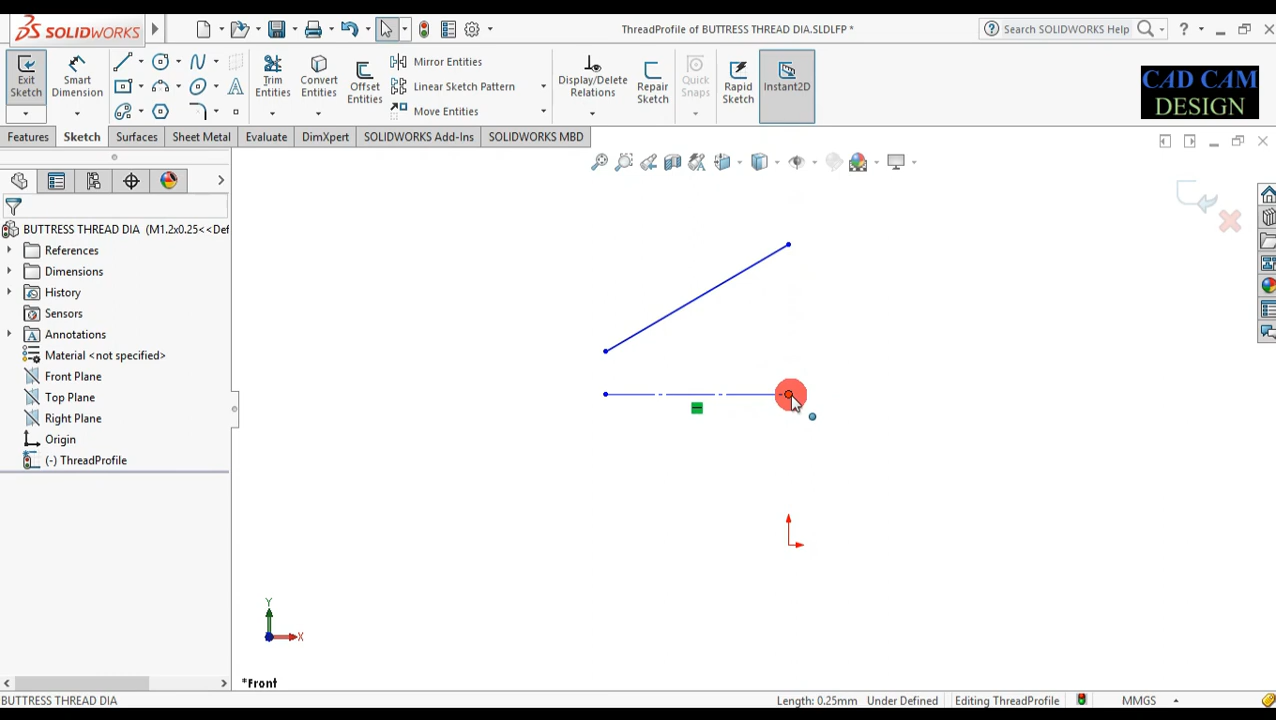 SOLIDWORKS
ThreadProfile of BUTTRESS THREAD DIA.SLDLFP *
Search SOLIDWORKS Help
?
Exit Sketch
Smart Dimension
Trim Entities
Convert Entities
Offset Entities
Mirror Entities
Linear Sketch Pattern
Move Entities
Display/Delete Relations
Quick Snaps
Repair Sketch
Rapid Sketch
Instant2D
CAD CAM
DESIGN
Features Sketch Surfaces Sheet Metal Evaluate DimXpert SOLIDWORKS Add-Ins SOLIDWORKS MBD
BUTTRESS THREAD DIA (M1.2x0.25<<Def
References
Dimensions
History
Sensors
Annotations
Material <not specified>
Front Plane
Top Plane
Right Plane
Origin
(-) ThreadProfile
Y
X
*Front
BUTTRESS THREAD DIA
Length: 0.25mm Under Defined Editing ThreadProfile MMGS